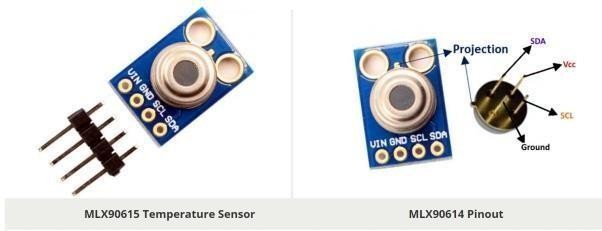 VIN GND SCL SDA
Projection
SDA
Vcc
SCL
Ground
VIN GND SCL SDA
MLX90615 Temperature Sensor
MLX90614 Pinout